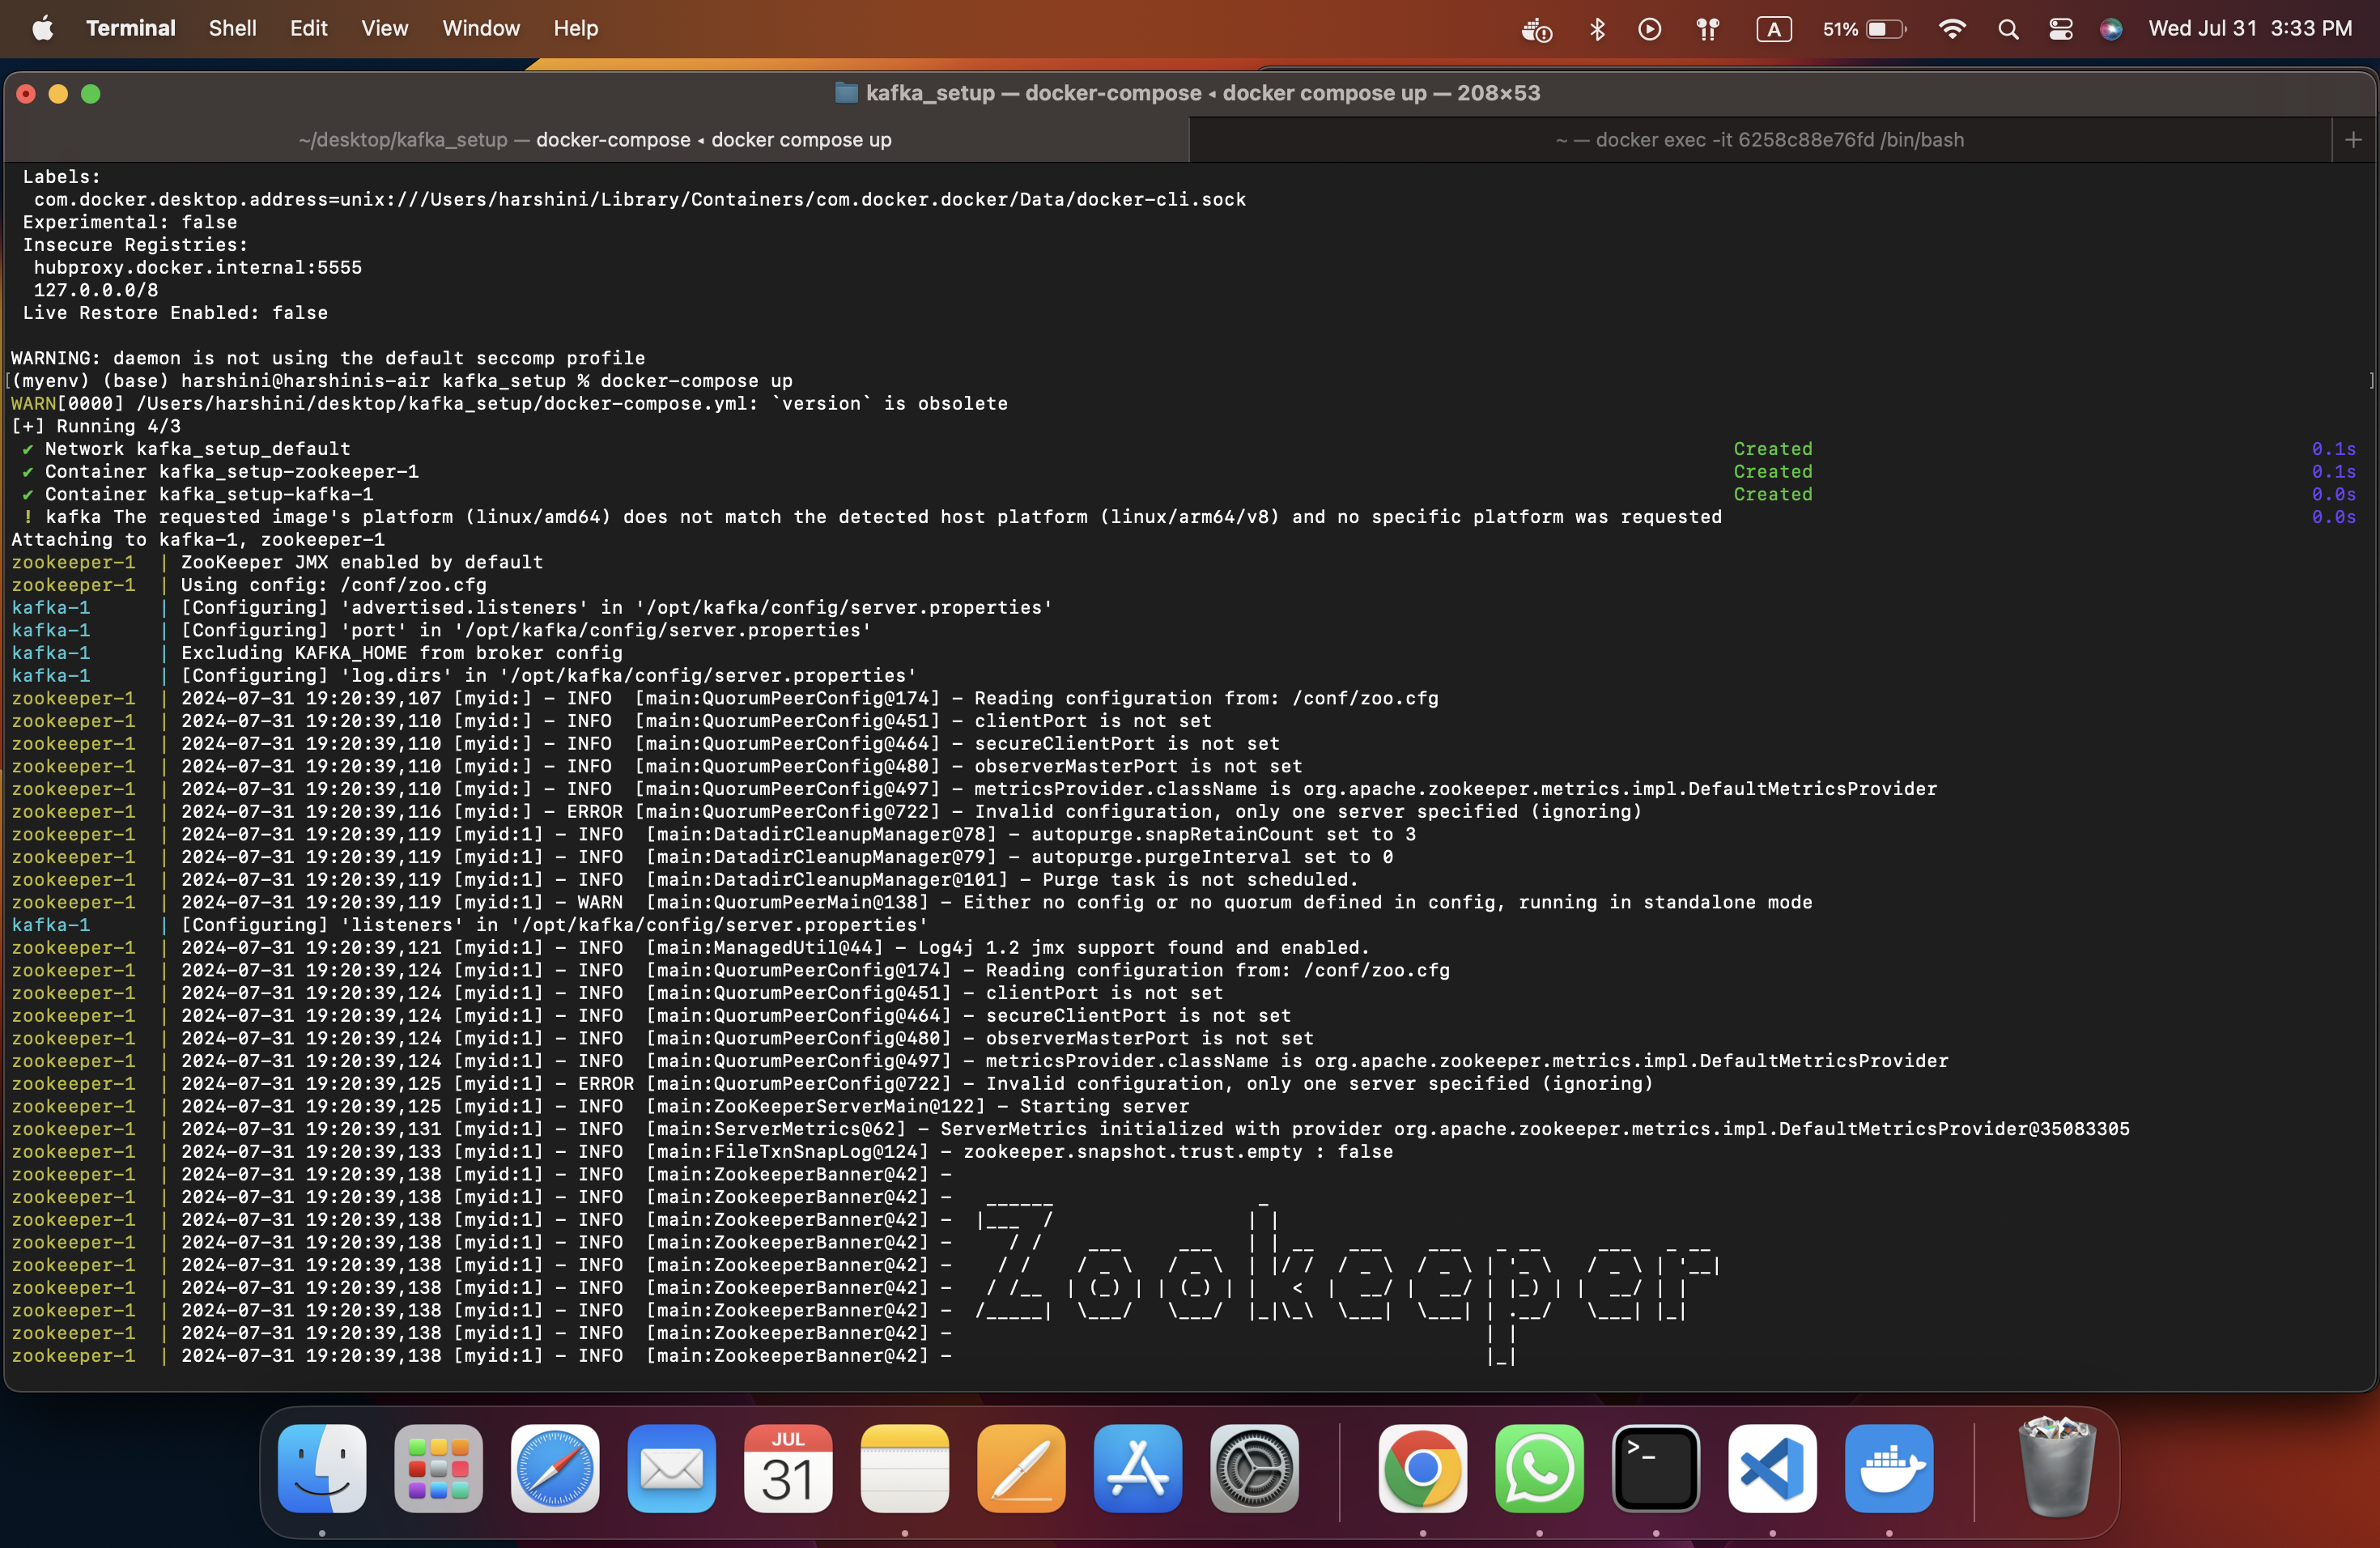 Terminal Shell Edit View Window Help A 51% Wed Jul 31 3:33 PM
kafka_setup — docker-compose ◂ docker compose up — 208×53
~/desktop/kafka_setup — docker-compose ◂ docker compose up
~ — docker exec -it 6258c88e76fd /bin/bash
Labels:
com.docker.desktop.address=unix:///Users/harshini/Library/Containers/com.docker.docker/Data/docker-cli.sock
Experimental: false
Insecure Registries:
hubproxy.docker.internal:5555
127.0.0.0/8
Live Restore Enabled: false
WARNING: daemon is not using the default seccomp profile
[(myenv) (base) harshini@harshinis-air kafka_setup % docker-compose up ]
WARN[0000] /Users/harshini/desktop/kafka_setup/docker-compose.yml: `version` is obsolete
[+] Running 4/3
✔ Network kafka_setup_default Created 0.1s
✔ Container kafka_setup-zookeeper-1 Created 0.1s
✔ Container kafka_setup-kafka-1 Created 0.0s
! kafka The requested image's platform (linux/amd64) does not match the detected host platform (linux/arm64/v8) and no specific platform was requested 0.0s
Attaching to kafka-1, zookeeper-1
zookeeper-1 | ZooKeeper JMX enabled by default
zookeeper-1 | Using config: /conf/zoo.cfg
kafka-1 | [Configuring] 'advertised.listeners' in '/opt/kafka/config/server.properties'
kafka-1 | [Configuring] 'port' in '/opt/kafka/config/server.properties'
kafka-1 | Excluding KAFKA_HOME from broker config
kafka-1 | [Configuring] 'log.dirs' in '/opt/kafka/config/server.properties'
zookeeper-1 | 2024-07-31 19:20:39,107 [myid:] - INFO [main:QuorumPeerConfig@174] - Reading configuration from: /conf/zoo.cfg
zookeeper-1 | 2024-07-31 19:20:39,110 [myid:] - INFO [main:QuorumPeerConfig@451] - clientPort is not set
zookeeper-1 | 2024-07-31 19:20:39,110 [myid:] - INFO [main:QuorumPeerConfig@464] - secureClientPort is not set
zookeeper-1 | 2024-07-31 19:20:39,110 [myid:] - INFO [main:QuorumPeerConfig@480] - observerMasterPort is not set
zookeeper-1 | 2024-07-31 19:20:39,110 [myid:] - INFO [main:QuorumPeerConfig@497] - metricsProvider.className is org.apache.zookeeper.metrics.impl.DefaultMetricsProvider
zookeeper-1 | 2024-07-31 19:20:39,116 [myid:] - ERROR [main:QuorumPeerConfig@722] - Invalid configuration, only one server specified (ignoring)
zookeeper-1 | 2024-07-31 19:20:39,119 [myid:1] - INFO [main:DatadirCleanupManager@78] - autopurge.snapRetainCount set to 3
zookeeper-1 | 2024-07-31 19:20:39,119 [myid:1] - INFO [main:DatadirCleanupManager@79] - autopurge.purgeInterval set to 0
zookeeper-1 | 2024-07-31 19:20:39,119 [myid:1] - INFO [main:DatadirCleanupManager@101] - Purge task is not scheduled.
zookeeper-1 | 2024-07-31 19:20:39,119 [myid:1] - WARN [main:QuorumPeerMain@138] - Either no config or no quorum defined in config, running in standalone mode
kafka-1 | [Configuring] 'listeners' in '/opt/kafka/config/server.properties'
zookeeper-1 | 2024-07-31 19:20:39,121 [myid:1] - INFO [main:ManagedUtil@44] - Log4j 1.2 jmx support found and enabled.
zookeeper-1 | 2024-07-31 19:20:39,124 [myid:1] - INFO [main:QuorumPeerConfig@174] - Reading configuration from: /conf/zoo.cfg
zookeeper-1 | 2024-07-31 19:20:39,124 [myid:1] - INFO [main:QuorumPeerConfig@451] - clientPort is not set
zookeeper-1 | 2024-07-31 19:20:39,124 [myid:1] - INFO [main:QuorumPeerConfig@464] - secureClientPort is not set
zookeeper-1 | 2024-07-31 19:20:39,124 [myid:1] - INFO [main:QuorumPeerConfig@480] - observerMasterPort is not set
zookeeper-1 | 2024-07-31 19:20:39,124 [myid:1] - INFO [main:QuorumPeerConfig@497] - metricsProvider.className is org.apache.zookeeper.metrics.impl.DefaultMetricsProvider
zookeeper-1 | 2024-07-31 19:20:39,125 [myid:1] - ERROR [main:QuorumPeerConfig@722] - Invalid configuration, only one server specified (ignoring)
zookeeper-1 | 2024-07-31 19:20:39,125 [myid:1] - INFO [main:ZooKeeperServerMain@122] - Starting server
zookeeper-1 | 2024-07-31 19:20:39,131 [myid:1] - INFO [main:ServerMetrics@62] - ServerMetrics initialized with provider org.apache.zookeeper.metrics.impl.DefaultMetricsProvider@35083305
zookeeper-1 | 2024-07-31 19:20:39,133 [myid:1] - INFO [main:FileTxnSnapLog@124] - zookeeper.snapshot.trust.empty : false
zookeeper-1 | 2024-07-31 19:20:39,138 [myid:1] - INFO [main:ZookeeperBanner@42] -
zookeeper-1 | 2024-07-31 19:20:39,138 [myid:1] - INFO [main:ZookeeperBanner@42] -
zookeeper-1 | 2024-07-31 19:20:39,138 [myid:1] - INFO [main:ZookeeperBanner@42] -
zookeeper-1 | 2024-07-31 19:20:39,138 [myid:1] - INFO [main:ZookeeperBanner@42] -
zookeeper-1 | 2024-07-31 19:20:39,138 [myid:1] - INFO [main:ZookeeperBanner@42] -
zookeeper-1 | 2024-07-31 19:20:39,138 [myid:1] - INFO [main:ZookeeperBanner@42] -
zookeeper-1 | 2024-07-31 19:20:39,138 [myid:1] - INFO [main:ZookeeperBanner@42] -
zookeeper-1 | 2024-07-31 19:20:39,138 [myid:1] - INFO [main:ZookeeperBanner@42] -
zookeeper-1 | 2024-07-31 19:20:39,138 [myid:1] - INFO [main:ZookeeperBanner@42] -
Zookeeper
JUL
31